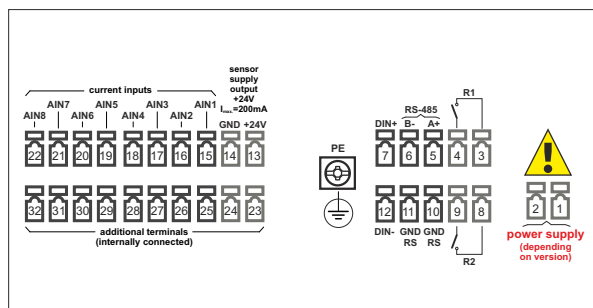 sensor
supply
output
+24V
Imax.=200mA
current inputs
AIN7 AIN5 AIN3 AIN1
AIN8 AIN6 AIN4 AIN2
GND +24V
22 21 20 19 18 17 16 15 14 13
32 31 30 29 28 27 26 25 24 23
additional terminals
(internally connected)
PE
R1
RS-485
DIN+ B- A+
7 6 5 4 3
12 11 10 9 8
DIN- GND GND
RS RS
R2
2 1
power supply
(depending
on version)